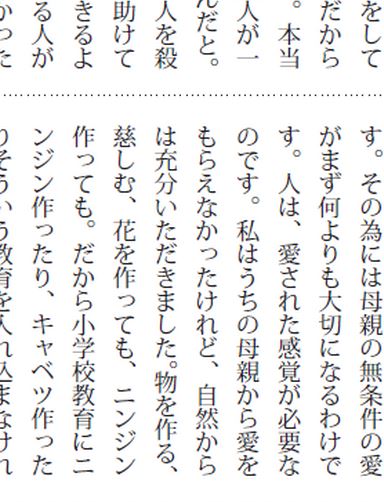 をして
だから
。本当
人が一
んだと。
人を殺
助けて
きるよ
る人が
かった
す。その為には母親の無条件の愛
がまず何よりも大切になるわけで
す。人は、愛された感覚が必要な
のです。私はうちの母親から愛を
もらえなかったけれど、自然から
は充分いただきました。物を作る、
慈しむ、花を作っても、ニンジン
作っても。だから小学校教育にニ
ンジン作ったり、キャベツ作った
りそういう教育を入れ込まなけれ